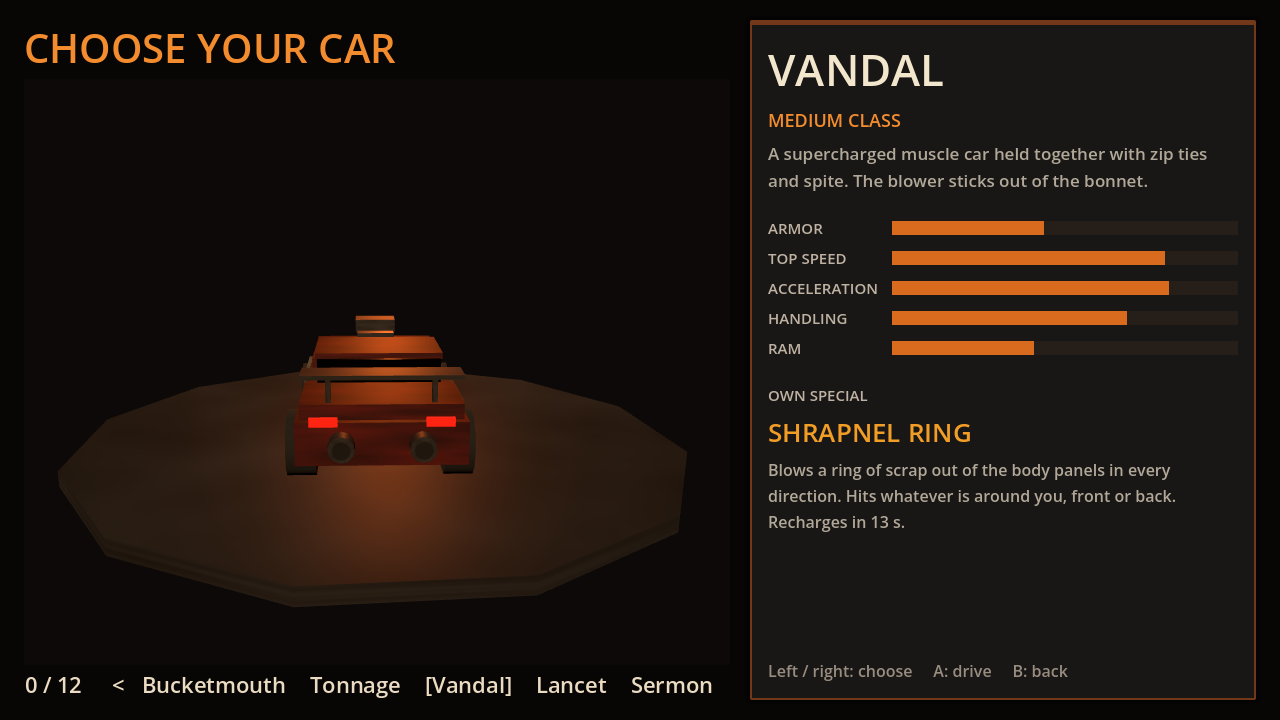 CHOOSE YOUR CAR
VANDAL
MEDIUM CLASS
A supercharged muscle car held together with zip ties
and spite. The blower sticks out of the bonnet.
ARMOR
TOP SPEED
ACCELERATION
HANDLING
RAM
OWN SPECIAL
SHRAPNEL RING
Blows a ring of scrap out of the body panels in every
direction. Hits whatever is around you, front or back.
Recharges in 13 s.
Left / right: choose A: drive B: back
0 / 12 < Bucketmouth Tonnage [Vandal] Lancet Sermon